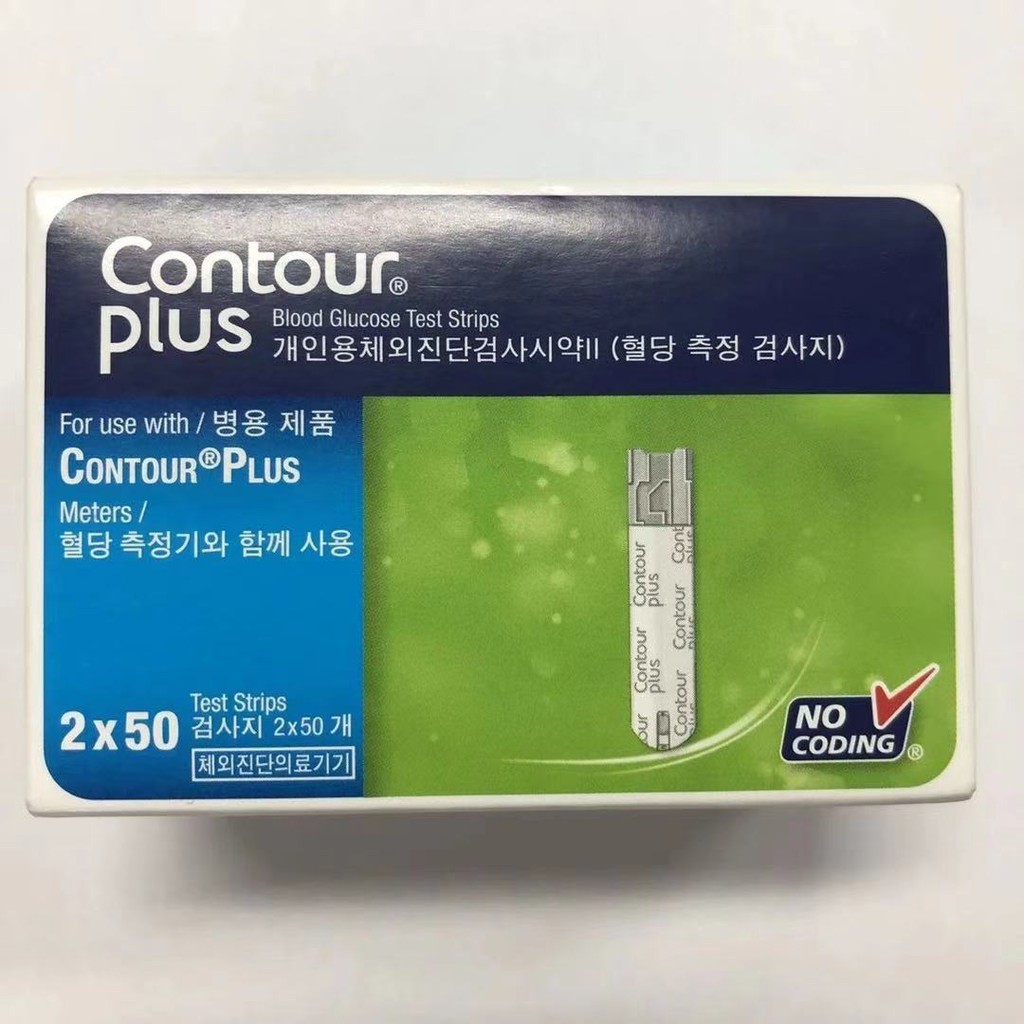 Contour®
plus
Blood Glucose Test Strips
개인용체외진단검사시약II (혈당 측정 검사지)
For use with / 병용 제품
CONTOUR®PLUS
Meters /
혈당 측정기와 함께 사용
2x50
Test Strips
검사지 2x50 개
체외진단의료기기
Contour
plus
Cont
plus
Contour
plus
Contour
plus
our
Contour
NO
CODING®